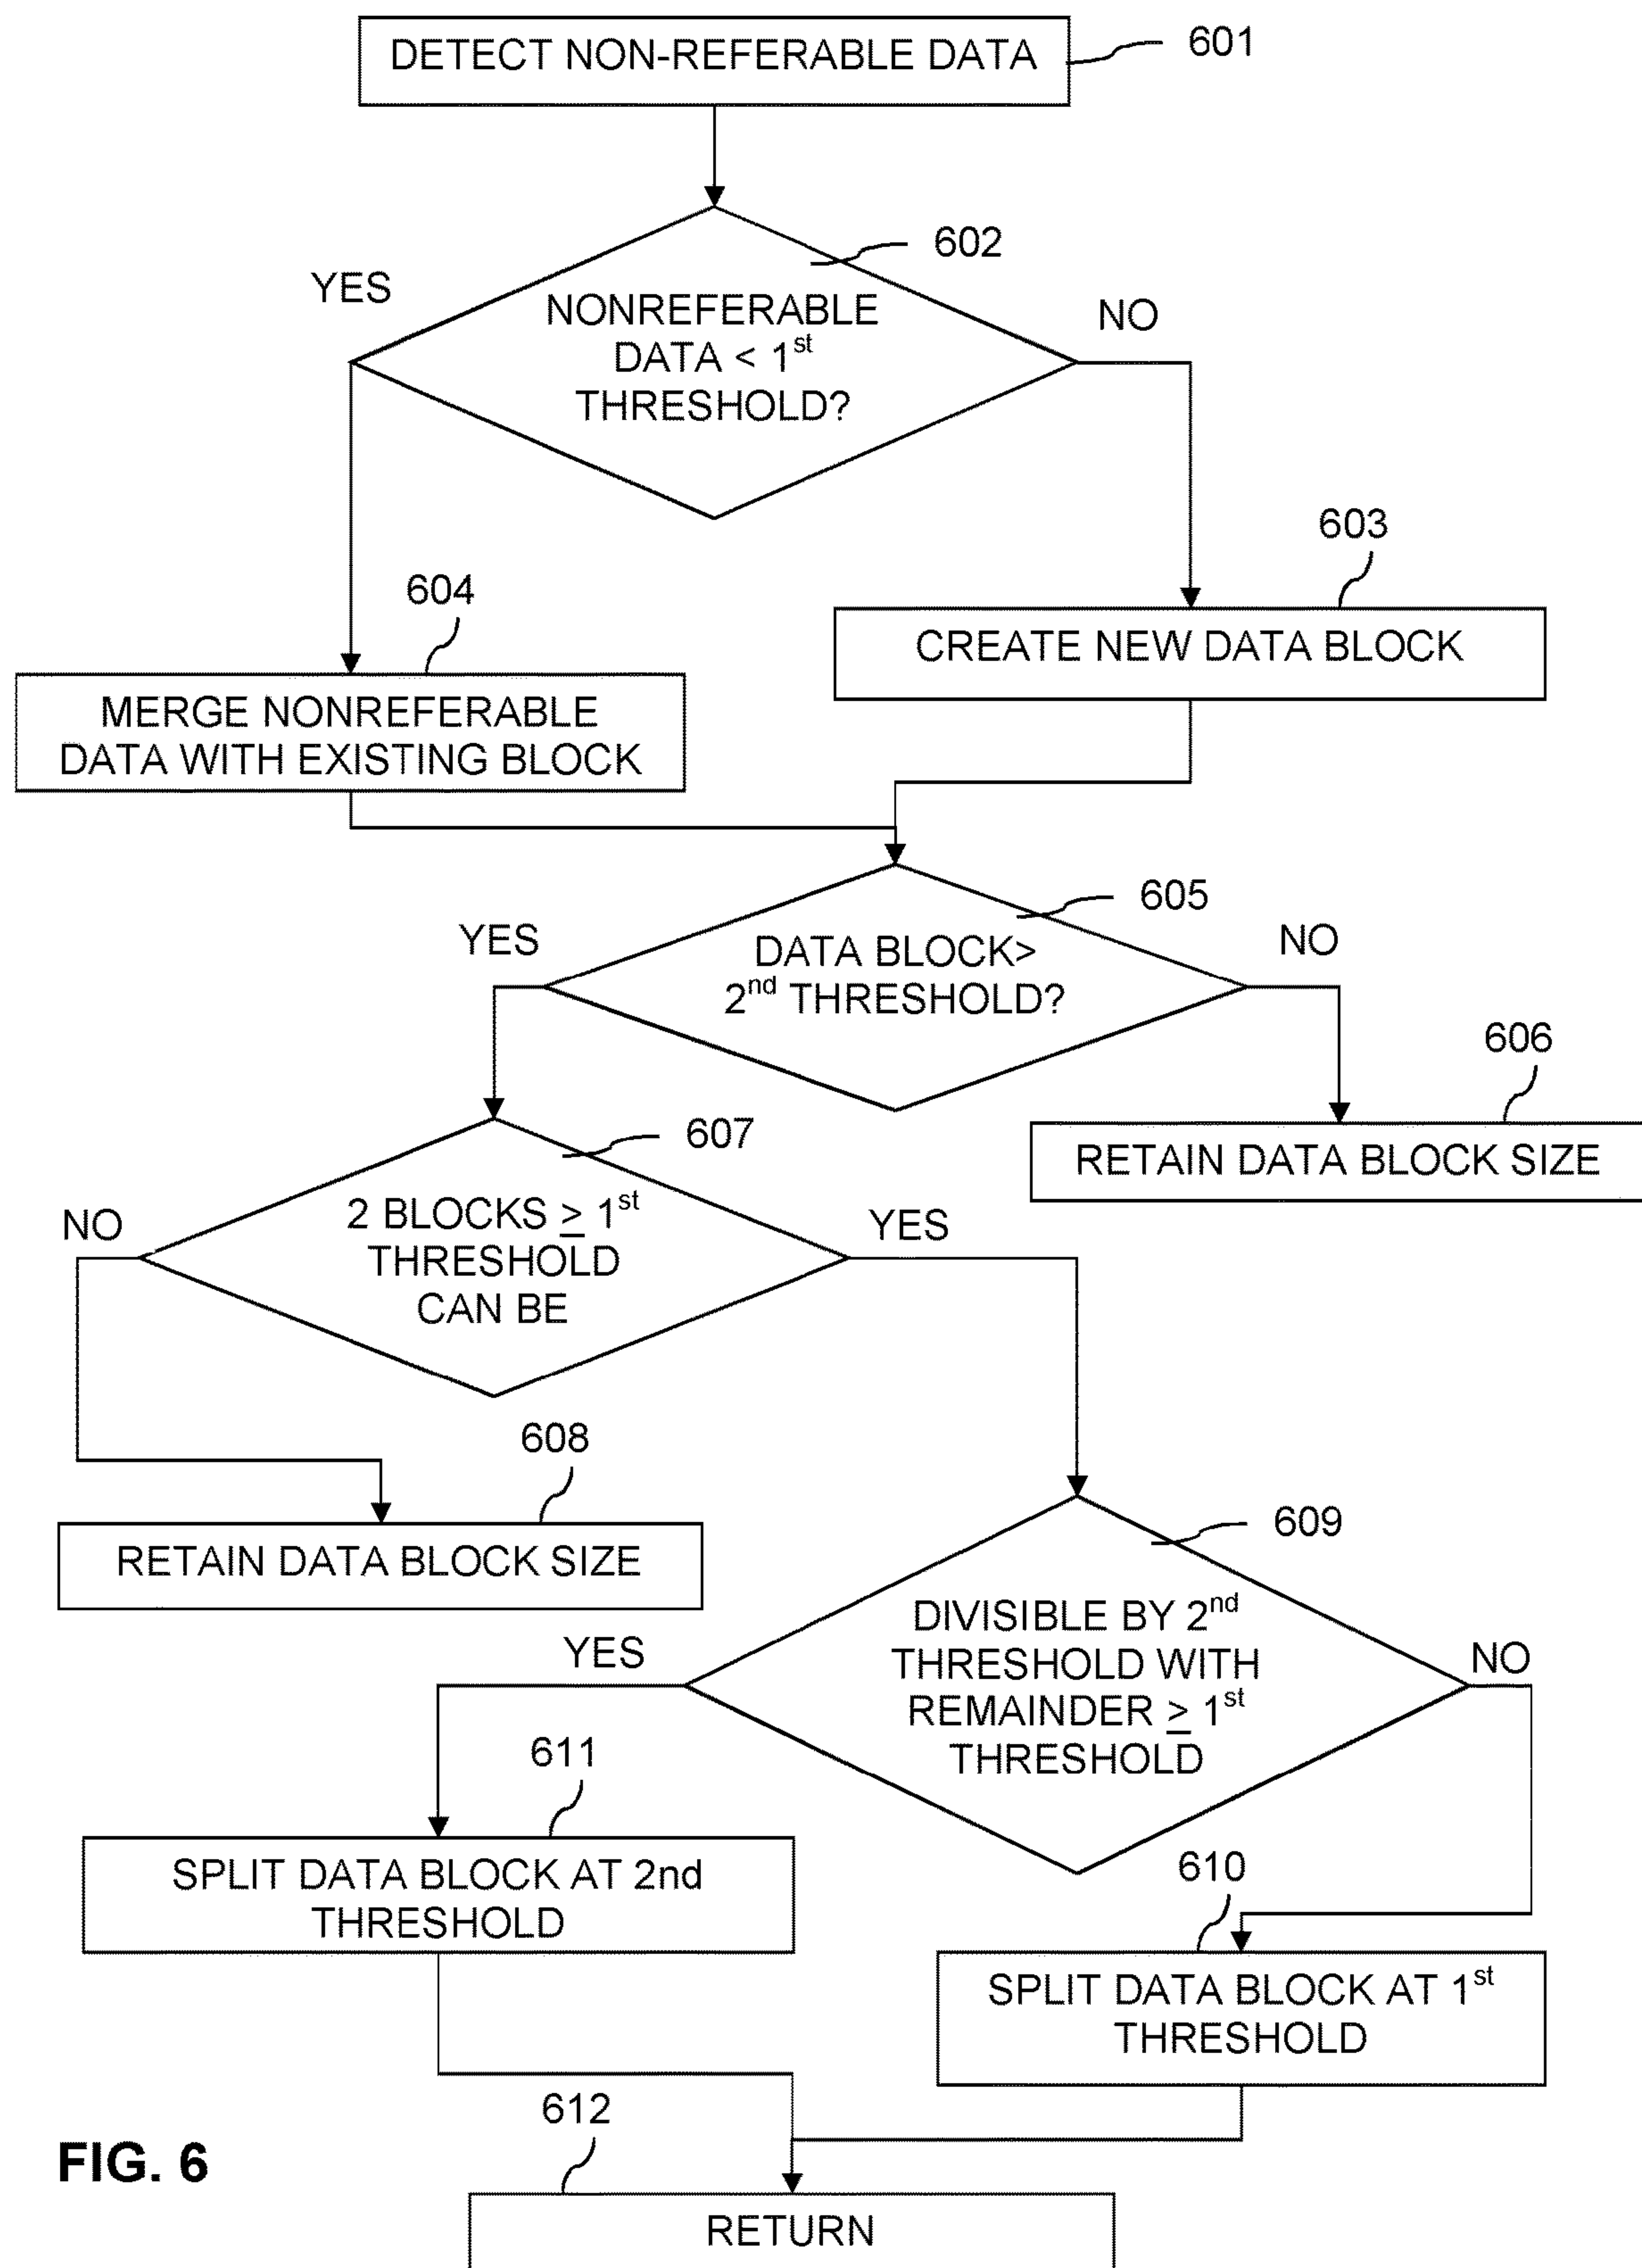 DETECT NON-REFERABLE DATA
601
602
YES
NONREFERABLE
DATA < 1st
THRESHOLD?
NO
603
604
CREATE NEW DATA BLOCK
MERGE NONREFERABLE
DATA WITH EXISTING BLOCK
605
YES
DATA BLOCK>
2nd THRESHOLD?
NO
606
607
RETAIN DATA BLOCK SIZE
NO
2 BLOCKS ≥ 1st
THRESHOLD
CAN BE
YES
608
RETAIN DATA BLOCK SIZE
609
YES
DIVISIBLE BY 2nd
THRESHOLD WITH
REMAINDER ≥ 1st
THRESHOLD
NO
611
SPLIT DATA BLOCK AT 2nd
THRESHOLD
610
SPLIT DATA BLOCK AT 1st
THRESHOLD
612
FIG. 6
RETURN